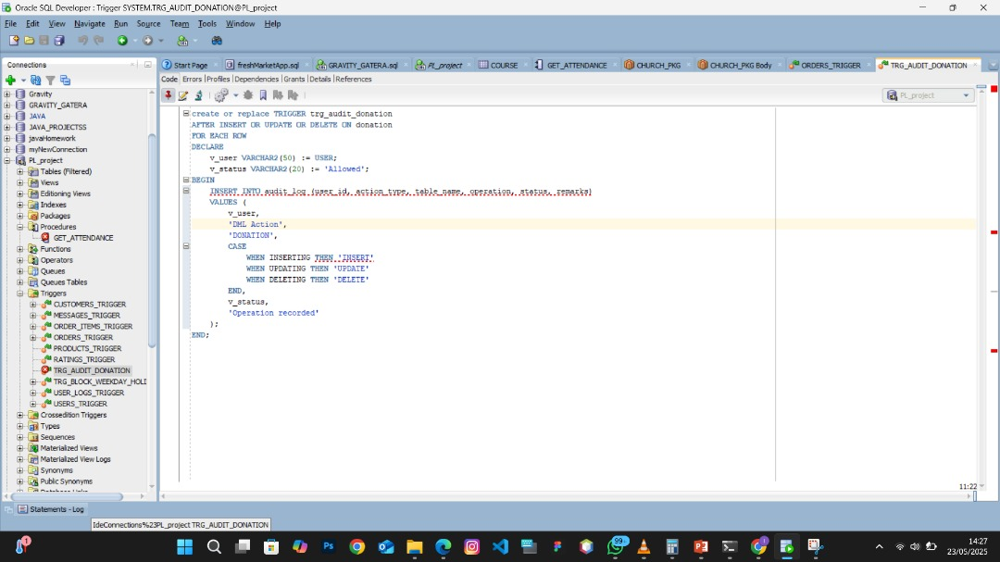 Oracle SQL Developer : Trigger SYSTEM.TRG_AUDIT_DONATION@PL_project
File Edit View Navigate Run Source Team Tools Window Help
Connections
Start Page freshMarketApp.sql GRAVITY_GATERA.sql PL_project COURSE GET_ATTENDANCE CHURCH_PKG CHURCH_PKG Body ORDERS_TRIGGER TRG_AUDIT_DONATION
Code Errors Profiles Dependencies Grants Details References
PL_project
Gravity
GRAVITY_GATERA
JAVA
JAVA_PROJECTSS
javaHomework
myNewConnection
PL_project
Tables (Filtered)
Views
Editioning Views
Indexes
Packages
Procedures
GET_ATTENDANCE
Functions
Operators
Queues
Queues Tables
Triggers
CUSTOMERS_TRIGGER
MESSAGES_TRIGGER
ORDER_ITEMS_TRIGGER
ORDERS_TRIGGER
PRODUCTS_TRIGGER
RATINGS_TRIGGER
TRG_AUDIT_DONATION
TRG_BLOCK_WEEKDAY_HOLI
USER_LOGS_TRIGGER
USERS_TRIGGER
Crossedition Triggers
Types
Sequences
Materialized Views
Materialized View Logs
Synonyms
Public Synonyms
create or replace TRIGGER trg_audit_donation
AFTER INSERT OR UPDATE OR DELETE ON donation
FOR EACH ROW
DECLARE
v_user VARCHAR2(50) := USER;
v_status VARCHAR2(20) := 'Allowed';
BEGIN
INSERT INTO audit_log (user_id, action_type, table_name, operation, status, remarks)
VALUES (
v_user,
'DML Action',
'DONATION',
CASE
WHEN INSERTING THEN 'INSERT'
WHEN UPDATING THEN 'UPDATE'
WHEN DELETING THEN 'DELETE'
END,
v_status,
'Operation recorded'
);
END;
11:22
Statements - Log
IdeConnections%23PL_project TRG_AUDIT_DONATION
1
99+
14:27
23/05/2025